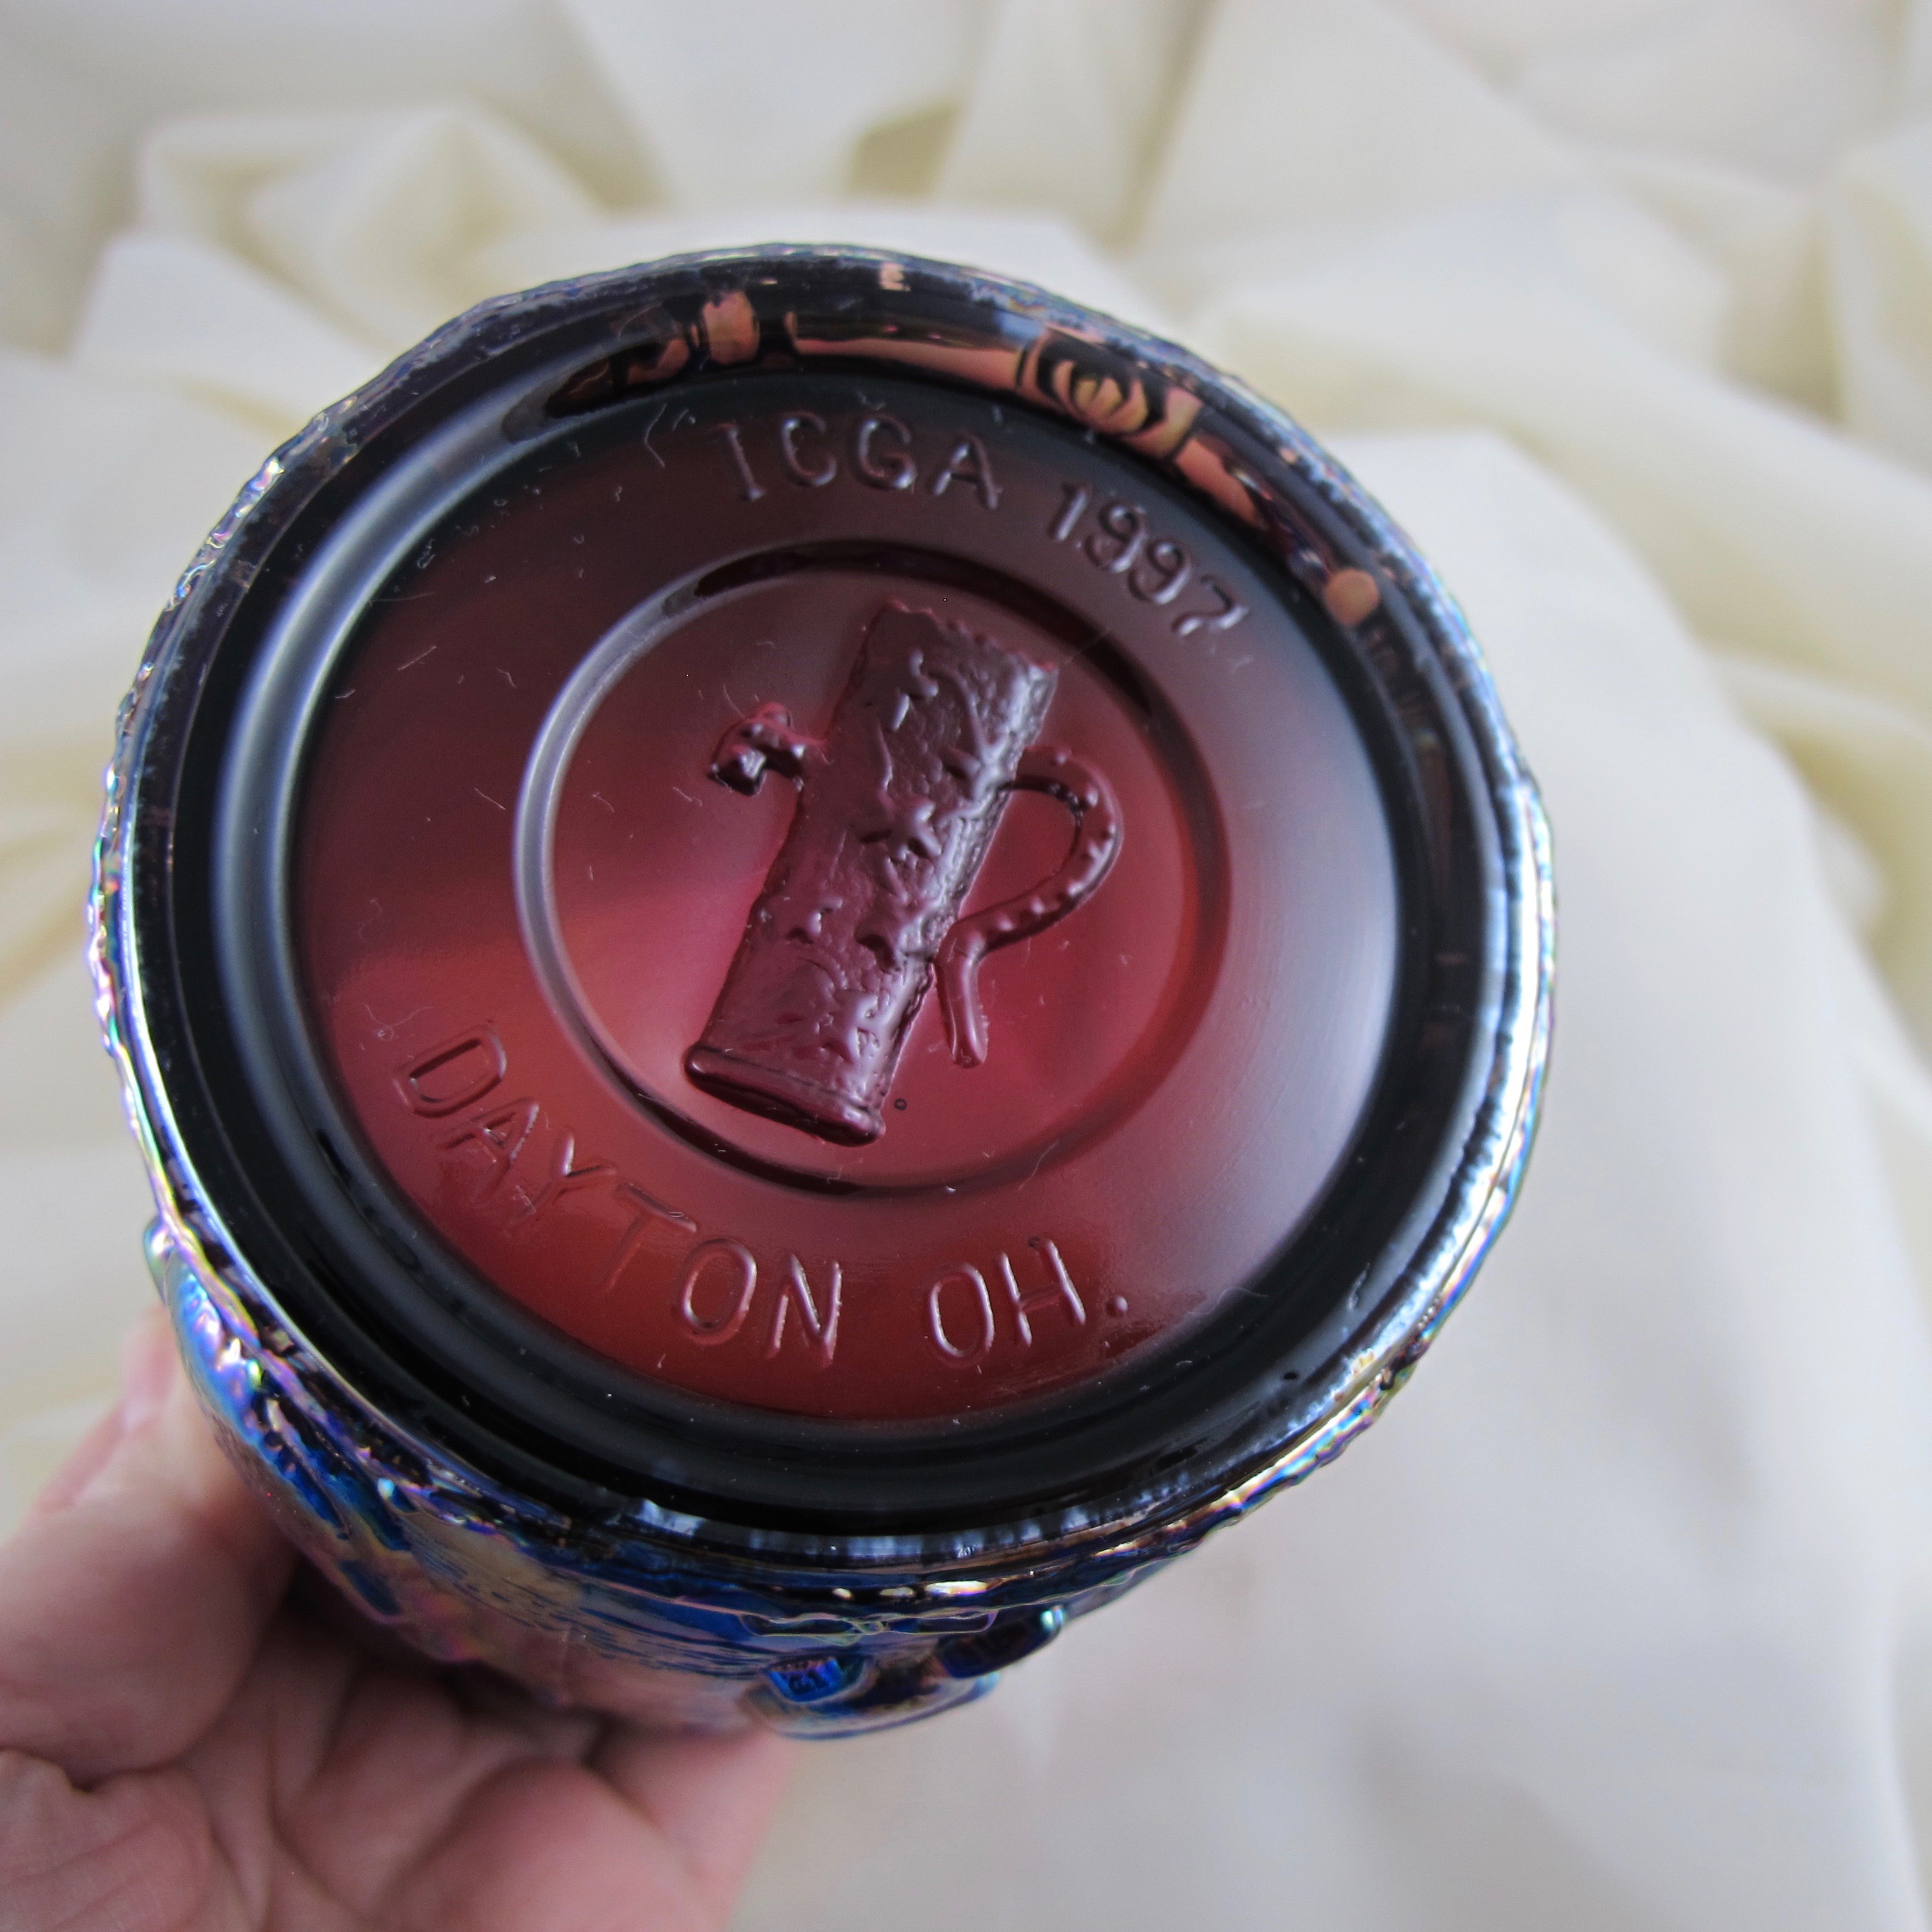 ICGA 1997
DAYTON OH.